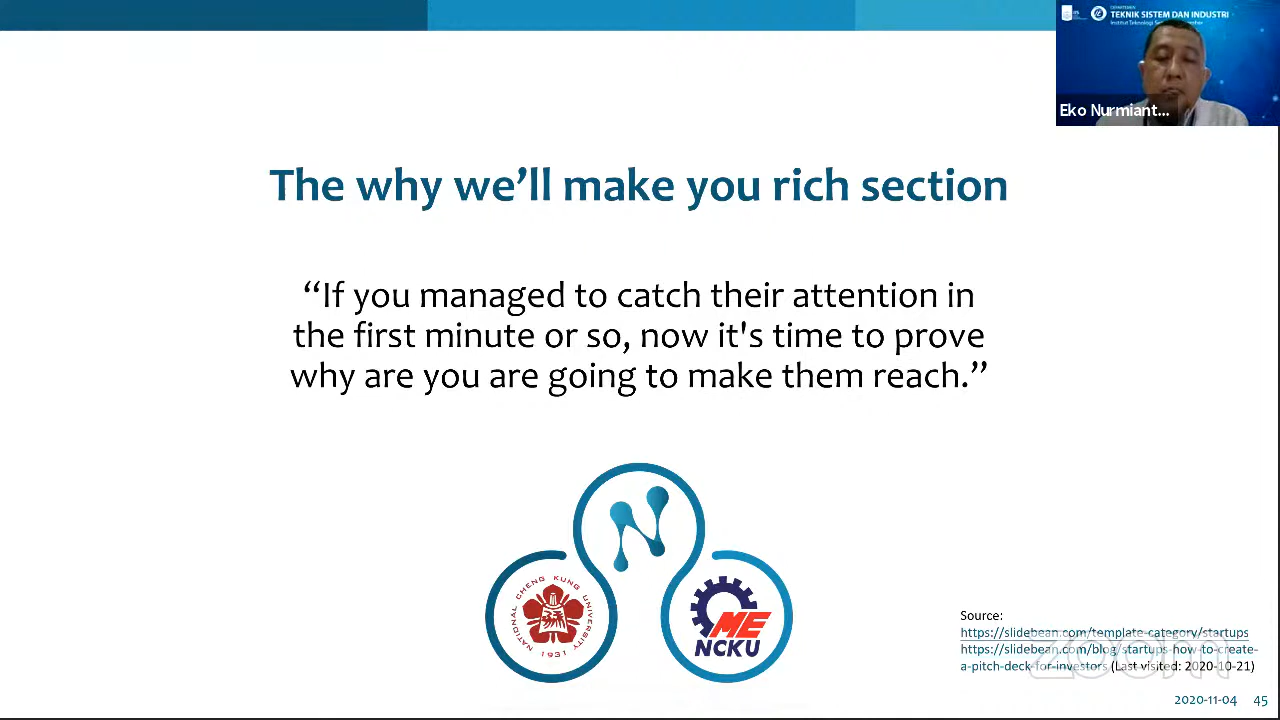 DEPARTEMEN
TEKNIK SISTEM DAN INDUSTRI
Institut Teknologi
Eko Nurmiant...
The why we’ll make you rich section
“If you managed to catch their attention in
the first minute or so, now it's time to prove
why are you are going to make them reach.”
NATIONAL CHENG KUNG UNIVERSITY
1931
ME
NCKU
Source:
https://slidebean.com/template-category/startups
https://slidebean.com/blog/startups-how-to-create-
a-pitch-deck-for-investors (Last visited: 2020-10-21)
zoom
2020-11-04 45